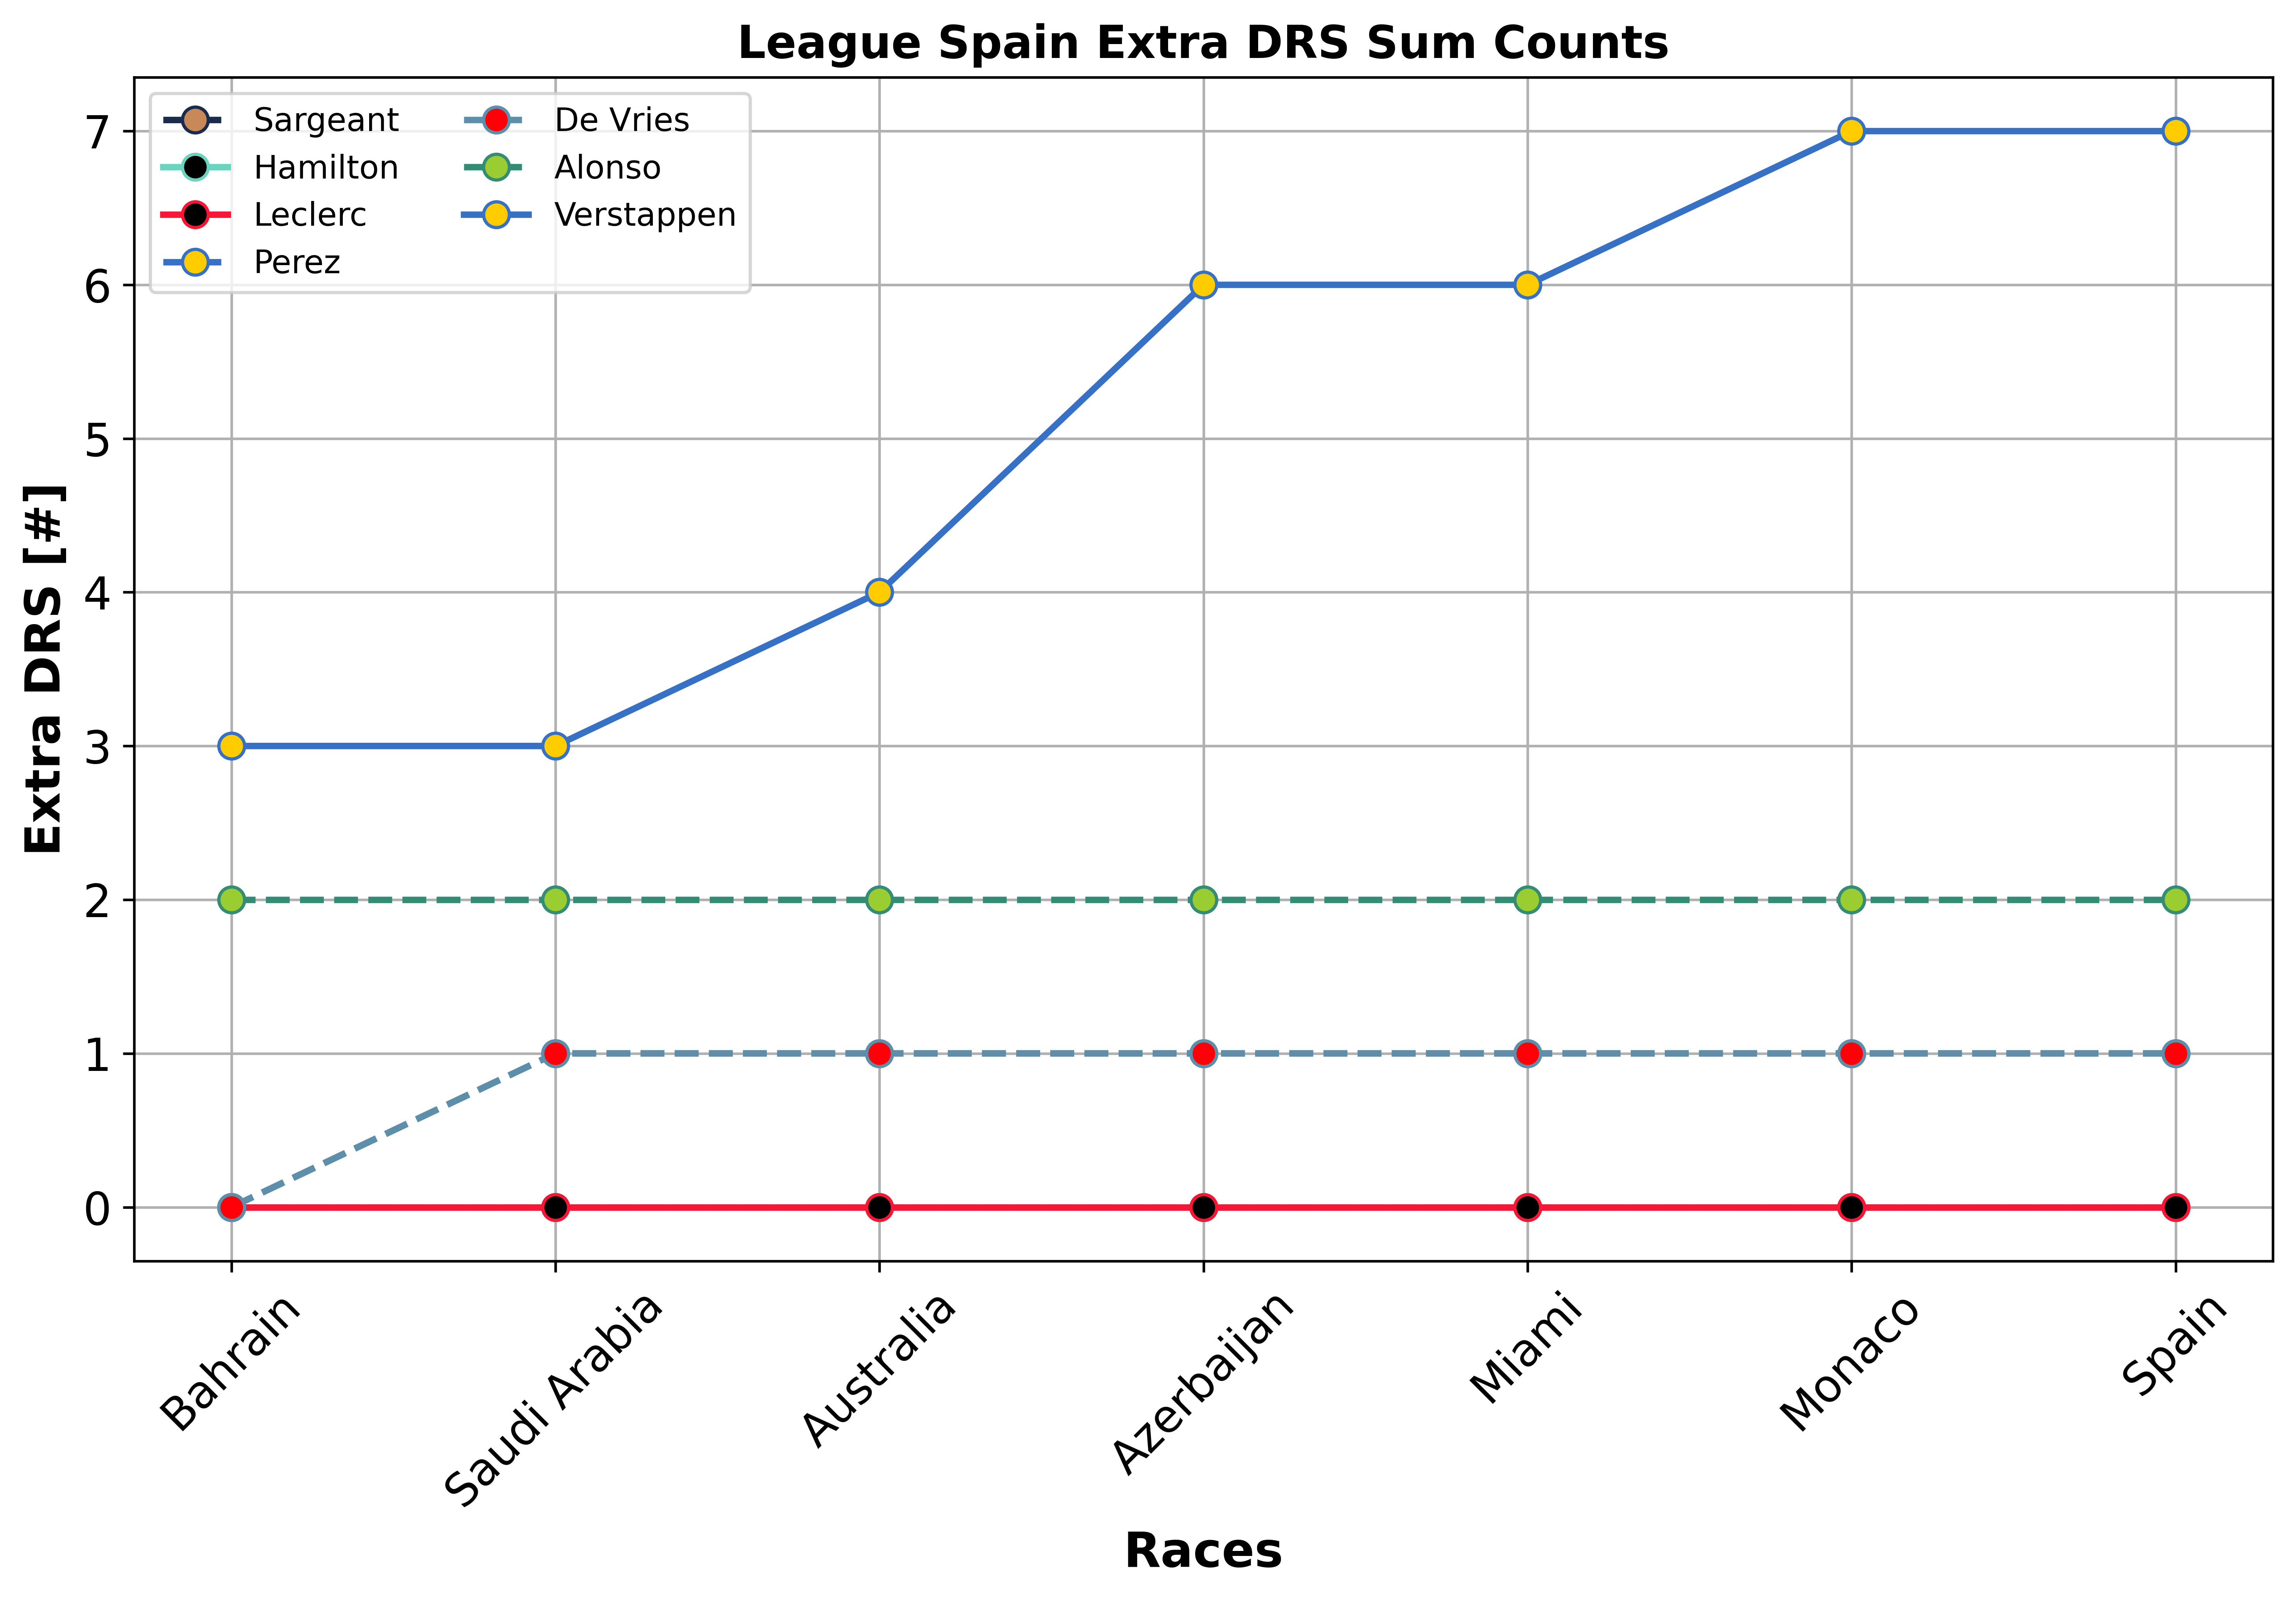 League Spain Extra DRS Sum Counts
Sargeant
Hamilton
Leclerc
Perez
De Vries
Alonso
Verstappen
Extra DRS [#]
7
6
5
4
3
2
1
0
Bahrain
Saudi Arabia
Australia
Azerbaijan
Miami
Monaco
Spain
Races